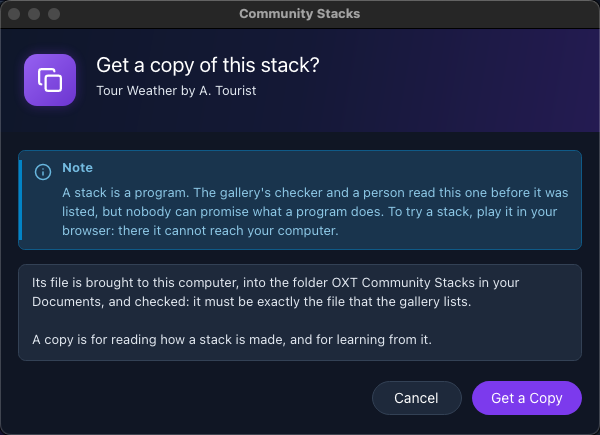 Community Stacks
Get a copy of this stack?
Tour Weather by A. Tourist
Note
A stack is a program. The gallery's checker and a person read this one before it was
listed, but nobody can promise what a program does. To try a stack, play it in your
browser: there it cannot reach your computer.
Its file is brought to this computer, into the folder OXT Community Stacks in your
Documents, and checked: it must be exactly the file that the gallery lists.
A copy is for reading how a stack is made, and for learning from it.
Cancel
Get a Copy